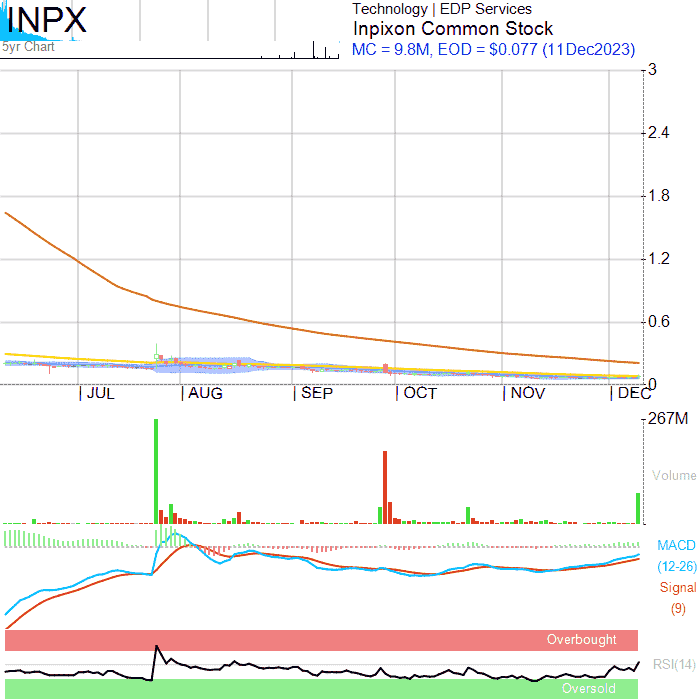 INPX
5yr Chart
Technology | EDP Services
Inpixon Common Stock
MC = 9.8M, EOD = $0.077 (11Dec2023)
3
2.4
1.8
1.2
0.6
0
JUL AUG SEP OCT NOV DEC
267M
Volume
MACD
(12-26)
Signal
(9)
Overbought
RSI(14)
Oversold